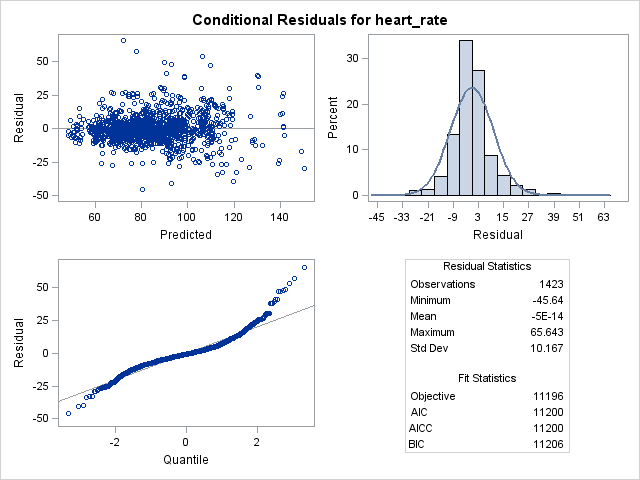 Conditional Residuals for heart_rate
Residual
50
25
0
-25
-50
60 80 100 120 140
Predicted
Percent
30
20
10
0
-45 -33 -21 -9 3 15 27 39 51 63
Residual
Residual
50
25
0
-25
-50
-2 0 2
Quantile
Residual Statistics
Observations 1423
Minimum -45.64
Mean -5E-14
Maximum 65.643
Std Dev 10.167
Fit Statistics
Objective 11196
AIC 11200
AICC 11200
BIC 11206